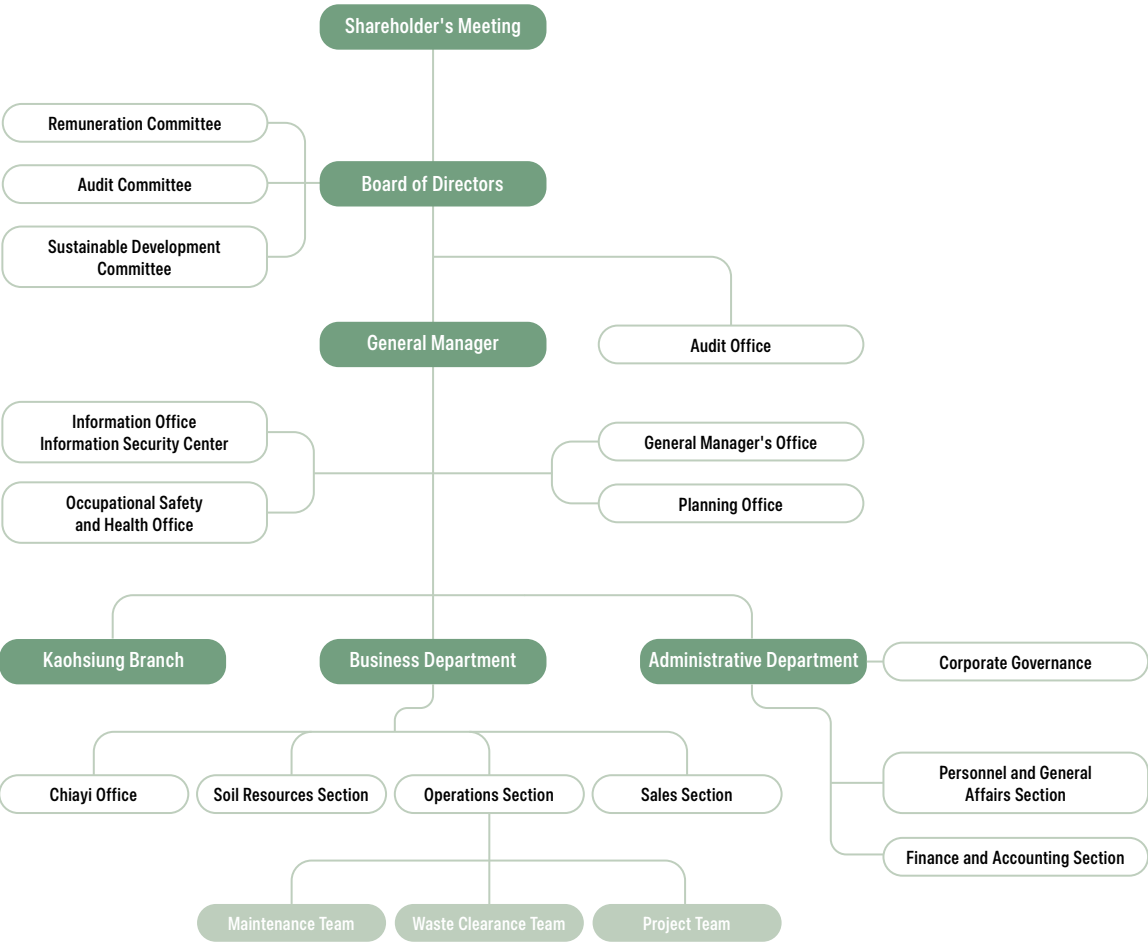 Shareholder's Meeting
Remuneration Committee
Audit Committee
Board of Directors
Sustainable Development
Committee
General Manager
Audit Office
Information Office
Information Security Center
General Manager's Office
Occupational Safety
and Health Office
Planning Office
Kaohsiung Branch
Business Department
Administrative Department
Corporate Governance
Personnel and General
Affairs Section
Chiayi Office
Soil Resources Section
Operations Section
Sales Section
Finance and Accounting Section
Maintenance Team
Waste Clearance Team
Project Team